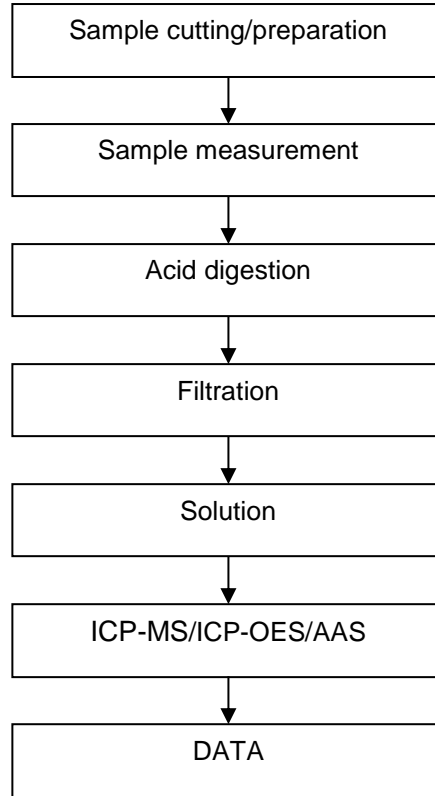 Sample cutting/preparation
Sample measurement
Acid digestion
Filtration
Solution
ICP-MS/ICP-OES/AAS
DATA